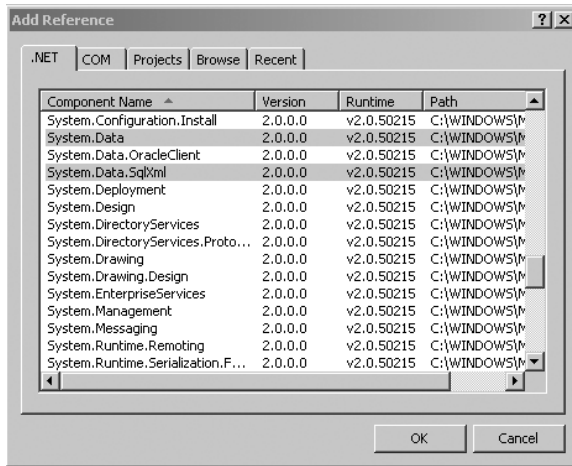 Add Reference
.NET COM Projects Browse Recent
Component Name Version Runtime Path
System.Configuration.Install 2.0.0.0 v2.0.50215 C:\WINDOWS\M
System.Data 2.0.0.0 v2.0.50215 C:\WINDOWS\M
System.Data.OracleClient 2.0.0.0 v2.0.50215 C:\WINDOWS\M
System.Data.SqlXml 2.0.0.0 v2.0.50215 C:\WINDOWS\M
System.Deployment 2.0.0.0 v2.0.50215 C:\WINDOWS\M
System.Design 2.0.0.0 v2.0.50215 C:\WINDOWS\M
System.DirectoryServices 2.0.0.0 v2.0.50215 C:\WINDOWS\M
System.DirectoryServices.Proto... 2.0.0.0 v2.0.50215 C:\WINDOWS\M
System.Drawing 2.0.0.0 v2.0.50215 C:\WINDOWS\M
System.Drawing.Design 2.0.0.0 v2.0.50215 C:\WINDOWS\M
System.EnterpriseServices 2.0.0.0 v2.0.50215 C:\WINDOWS\M
System.Management 2.0.0.0 v2.0.50215 C:\WINDOWS\M
System.Messaging 2.0.0.0 v2.0.50215 C:\WINDOWS\M
System.Runtime.Remoting 2.0.0.0 v2.0.50215 C:\WINDOWS\M
System.Runtime.Serialization.F... 2.0.0.0 v2.0.50215 C:\WINDOWS\M
OK Cancel